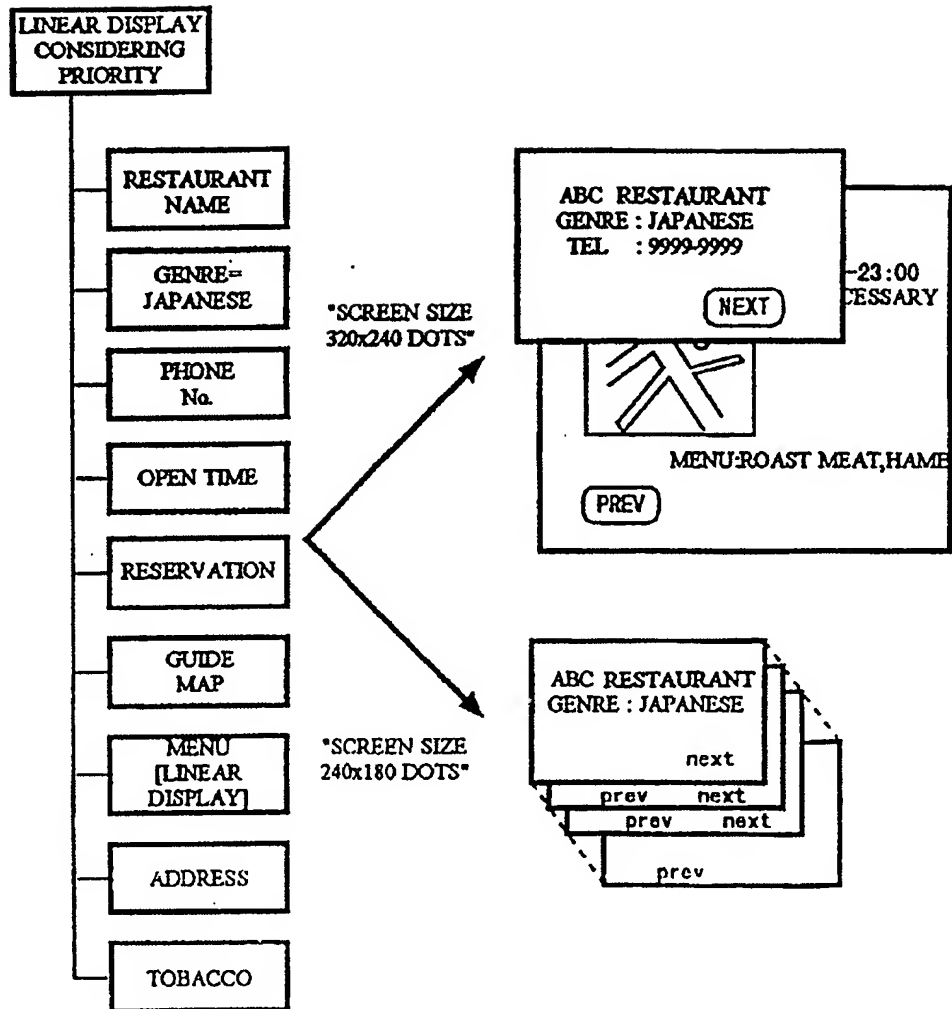 LINEAR DISPLAY
CONSIDERING
PRIORITY
RESTAURANT
NAME
GENRE=
JAPANESE
PHONE
No.
OPEN TIME
RESERVATION
GUIDE
MAP
MENU
[LINEAR
DISPLAY]
ADDRESS
TOBACCO
"SCREEN SIZE
320x240 DOTS"
"SCREEN SIZE
240x180 DOTS"
ABC RESTAURANT
GENRE : JAPANESE
TEL : 9999-9999
NEXT
-23:00
CESSARY
MENU:ROAST MEAT,HAME
PREV
ABC RESTAURANT
GENRE : JAPANESE
next
prev next
prev next
prev